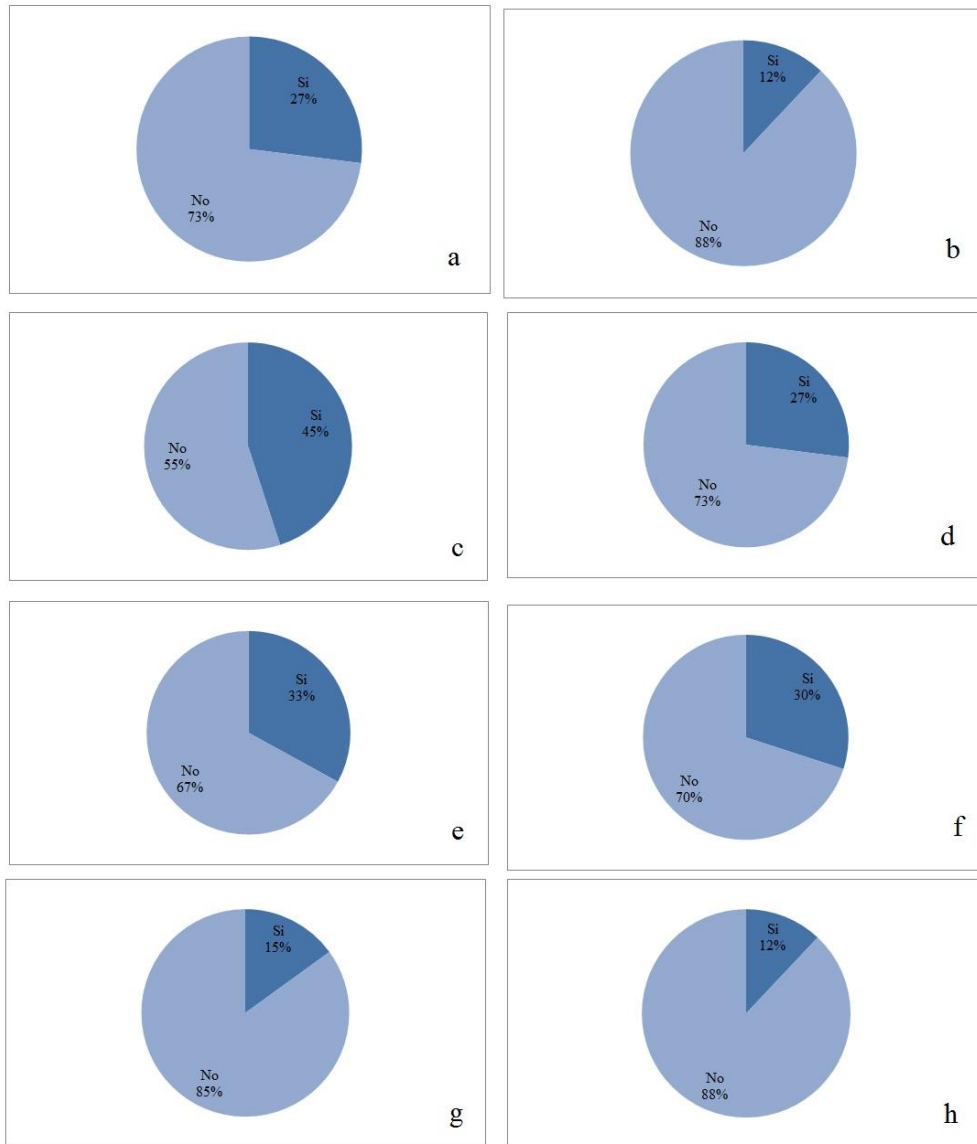 Si
27%
No
73%
a
Si
12%
No
88%
b
Si
45%
No
55%
c
Si
27%
No
73%
d
Si
33%
No
67%
e
Si
30%
No
70%
f
Si
15%
No
85%
g
Si
12%
No
88%
h